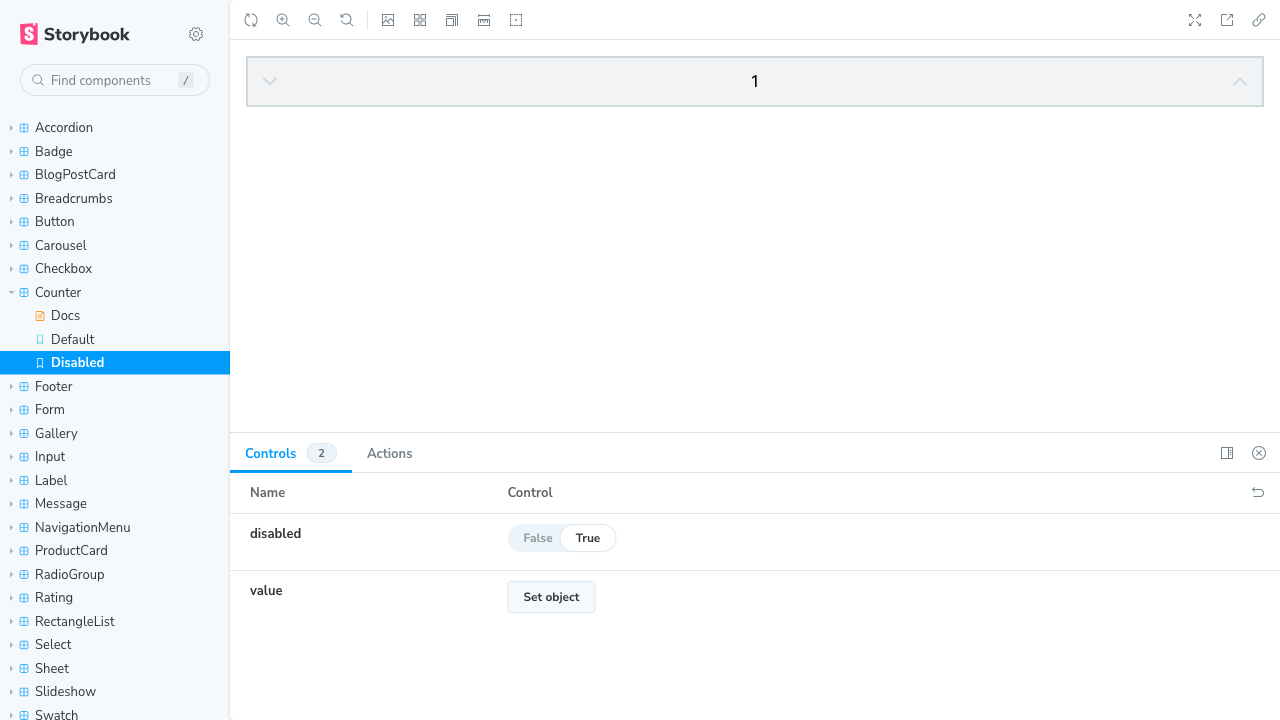 Storybook
Find components /
Accordion
Badge
BlogPostCard
Breadcrumbs
Button
Carousel
Checkbox
Counter
Docs
Default
Disabled
Footer
Form
Gallery
Input
Label
Message
NavigationMenu
ProductCard
RadioGroup
Rating
RectangleList
Select
Sheet
Slideshow
Swatch
1
Controls 2 Actions
Name Control
disabled False True
value Set object